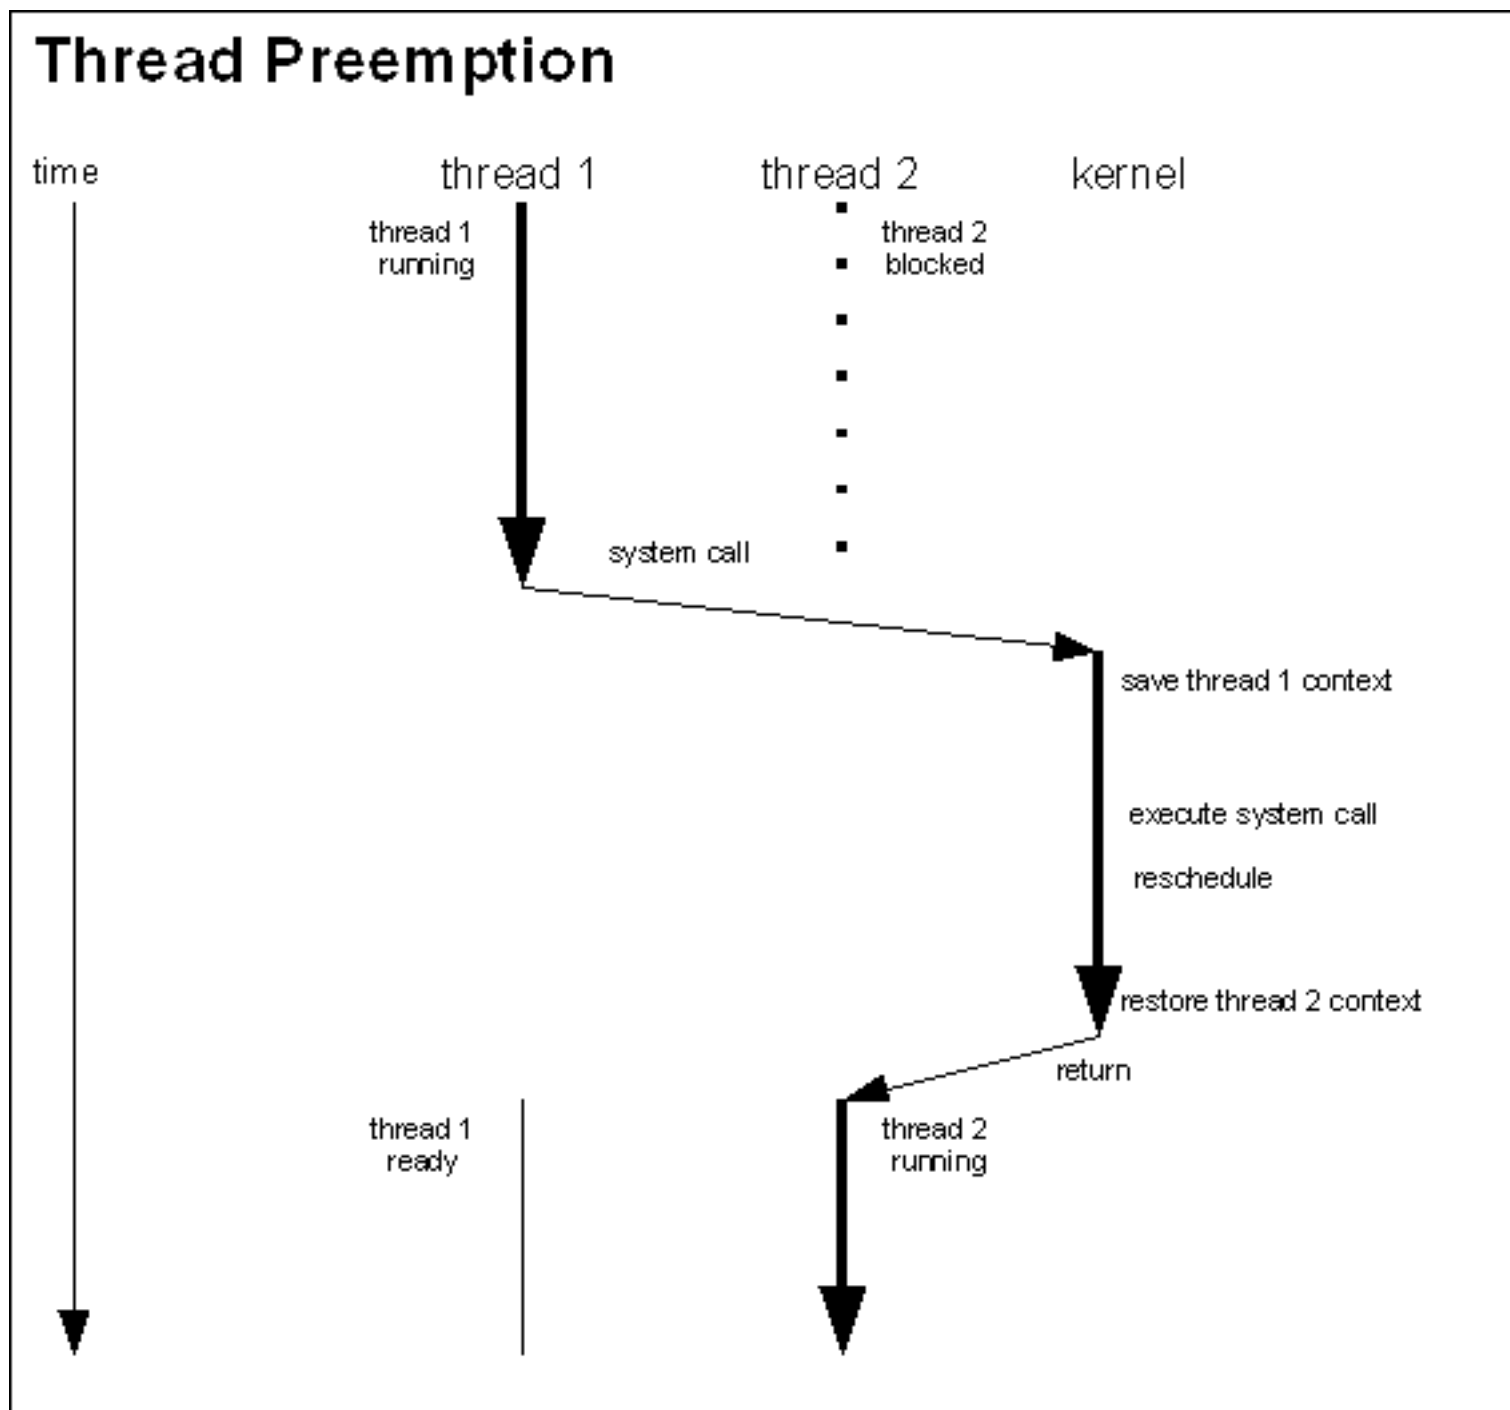 Thread Preemption
time
thread 1
thread 2
kernel
thread 1
running
thread 2
blocked
system call
save thread 1 context
execute system call
reschedule
restore thread 2 context
return
thread 1
ready
thread 2
running